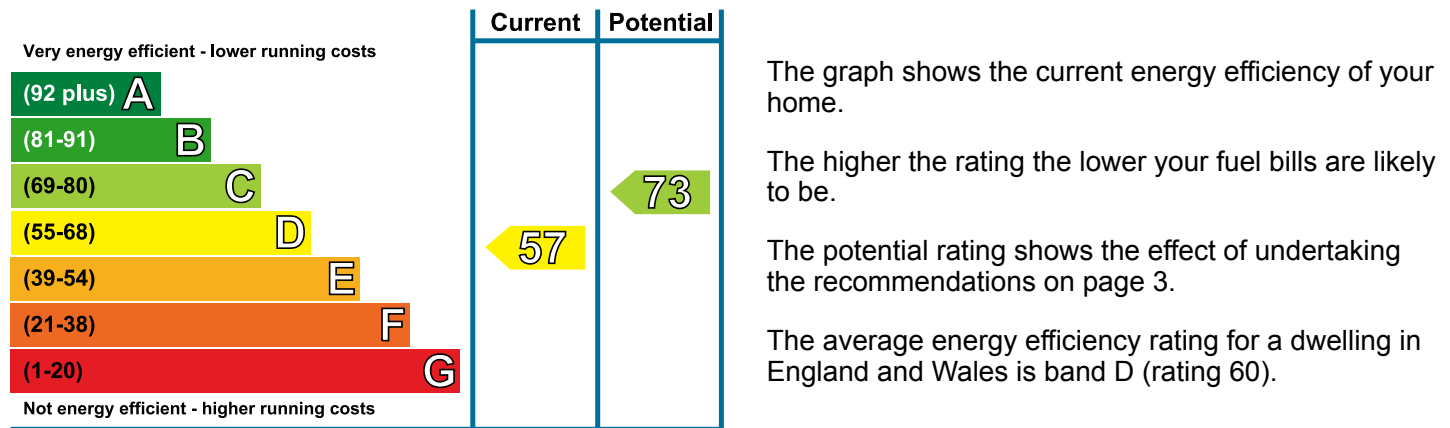 Current Potential
Very energy efficient - lower running costs
(92 plus) A
(81-91) B
(69-80) C
73
(55-68) D
57
(39-54) E
(21-38) F
(1-20) G
Not energy efficient - higher running costs
The graph shows the current energy efficiency of your
home.
The higher the rating the lower your fuel bills are likely
to be.
The potential rating shows the effect of undertaking
the recommendations on page 3.
The average energy efficiency rating for a dwelling in
England and Wales is band D (rating 60).